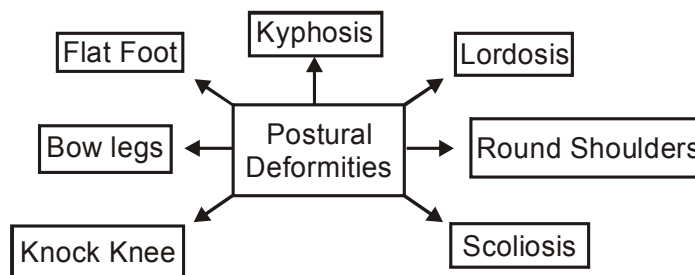 Kyphosis
Flat Foot
Lordosis
Postural
Deformities
Bow legs
Round Shoulders
Knock Knee
Scoliosis